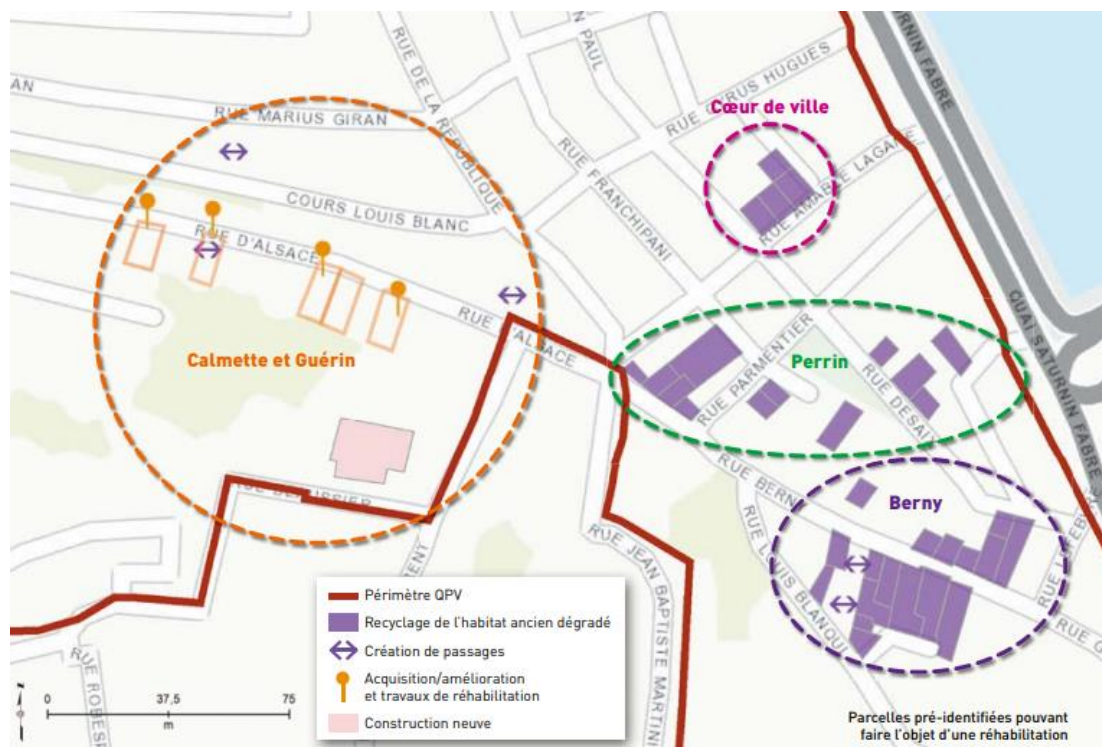 QUAI SATURNIN FABRE
RUE DE LA REPUBLIQUE
N PAUL
RUE CYRUS HUGUES
AN
RUE MARIUS GIRAN
Cœur de ville
RUE AMABLE LAGANE
RUE FRANCHIPANI
COURS LOUIS BLANC
RUE D'ALSACE
RUE D'ALSACE
Calmette et Guérin
Perrin
RUE PARMENTIER
RUE DESAIX
QUAI SATURNIN FABRE
RUE BERNY
Berny
RUE LOUIS BLANQUI
RUE JEAN BAPTISTE MARTINI
RUE G
RUE ROBESP
Périmètre QPV
Recyclage de l'habitat ancien dégradé
Création de passages
Acquisition/amélioration
et travaux de réhabilitation
Construction neuve
0 37,5 75
m
Parcelles pré-identifiées pouvant
faire l'objet d'une réhabilitation